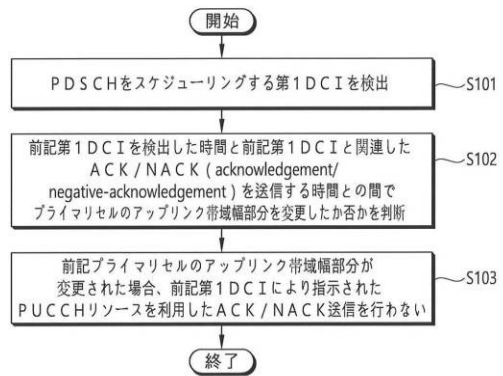 開始
PDSCHをスケジューリングする第1DCIを検出
S101
前記第1DCIを検出した時間と前記第1DCIと関連した
ACK/NACK(acknowledgement/
negative-acknowledgement)を送信する時間との間で
プライマリセルのアップリンク帯域幅部分を変更したか否かを判断
S102
前記プライマリセルのアップリンク帯域幅部分が
変更された場合、前記第1DCIにより指示された
PUCCHリソースを利用したACK/NACK送信を行わない
S103
終了